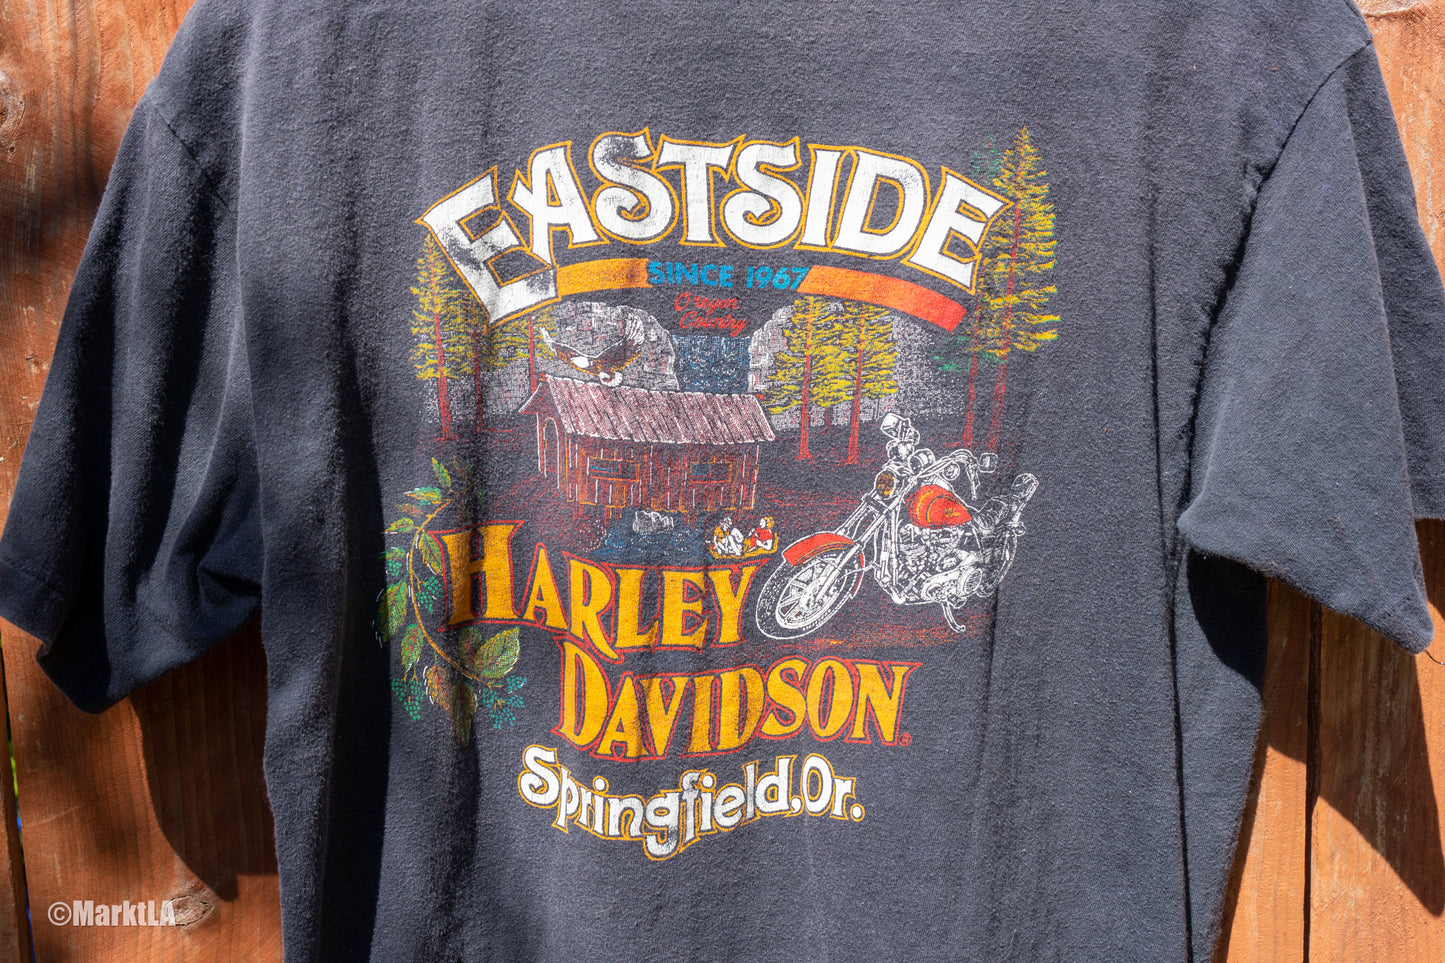 EASTSIDE
SINCE 1967
Oregon
Country
HARLEY
DAVIDSON®
Springfield, Or.
©MarktLA